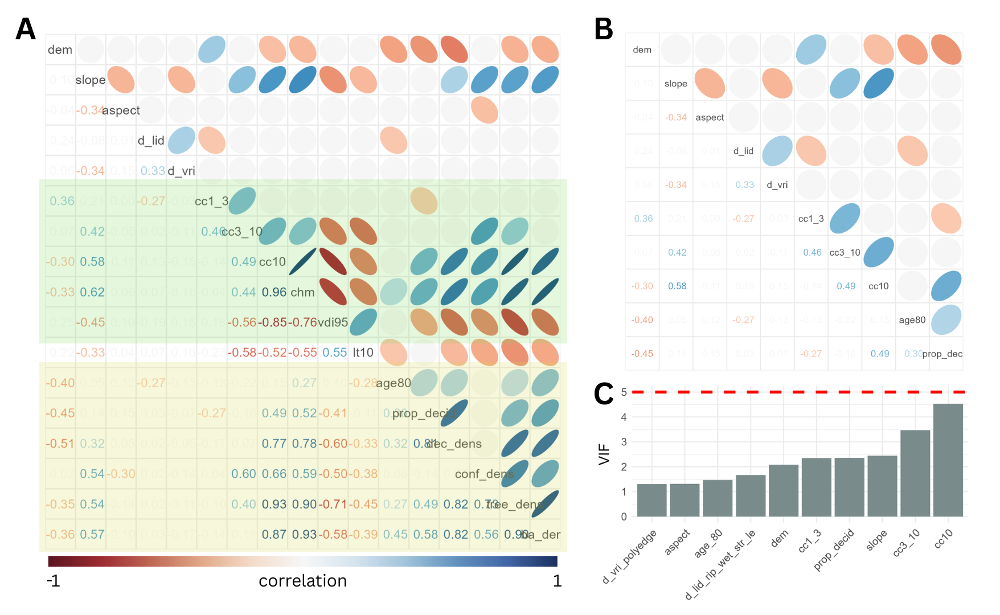 A
dem
0.10 slope
-0.04 -0.34 aspect
0.24 -0.08 0.01 d_lid
0.06 -0.34 0.15 0.33 d_vri
0.36 0.21 0.00 -0.27 -0.03 cc1_3
0.07 0.42 -0.05 0.02 -0.11 0.46 cc3_10
-0.30 0.58 -0.11 0.13 -0.15 -0.14 0.49 cc10
-0.33 0.62 -0.09 0.07 -0.16 -0.04 0.44 0.96 chm
0.25 -0.45 0.10 -0.19 0.15 0.18 -0.56 -0.85 -0.76 vdi95
0.22 -0.33 0.04 0.07 0.16 -0.23 -0.58 -0.52 -0.55 0.55 lt10
-0.40 0.05 0.12 -0.27 -0.13 -0.13 -0.22 0.15 0.27 0.10 -0.28 age80
-0.45 0.14 0.15 0.03 -0.07 -0.27 -0.16 0.49 0.52 -0.41 -0.11 0.30 prop_decid
-0.51 0.32 0.05 0.02 -0.05 -0.17 0.07 0.77 0.78 -0.60 -0.33 0.32 0.81 dec_dens
0.02 0.54 -0.30 0.02 -0.14 0.04 0.60 0.66 0.59 -0.50 -0.38 0.08 -0.14 conf_dens
-0.35 0.54 -0.14 0.02 -0.11 -0.10 0.40 0.93 0.90 -0.71 -0.45 0.27 0.49 0.82 0.73 tree_dens
-0.36 0.57 -0.10 0.03 -0.17 -0.14 0.18 0.87 0.93 -0.58 -0.39 0.45 0.58 0.82 0.56 0.90 ba_der
-1 correlation 1
B
dem
0.10 slope
-0.04 -0.34 aspect
0.24 -0.08 0.01 d_lid
0.06 -0.34 0.15 0.33 d_vri
0.36 0.21 0.00 -0.27 -0.03 cc1_3
0.07 0.42 -0.05 0.02 -0.11 0.46 cc3_10
-0.30 0.58 -0.11 0.13 -0.15 -0.14 0.49 cc10
-0.40 0.05 0.12 -0.27 -0.13 -0.13 -0.22 0.15 age80
-0.45 0.14 0.15 0.03 -0.07 -0.27 -0.16 0.49 0.30 prop_dec
C
VIF
5
4
3
2
1
0
d_vri_polyedge
aspect
age_80
d_lid_rip_wet_str_le
dem
cc1_3
prop_decid
slope
cc3_10
cc10